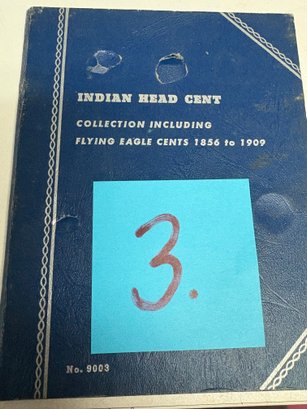 INDIAN HEAD CENT
COLLECTION INCLUDING
FLYING EAGLE CENTS 1856 to 1909
3.
No. 9003